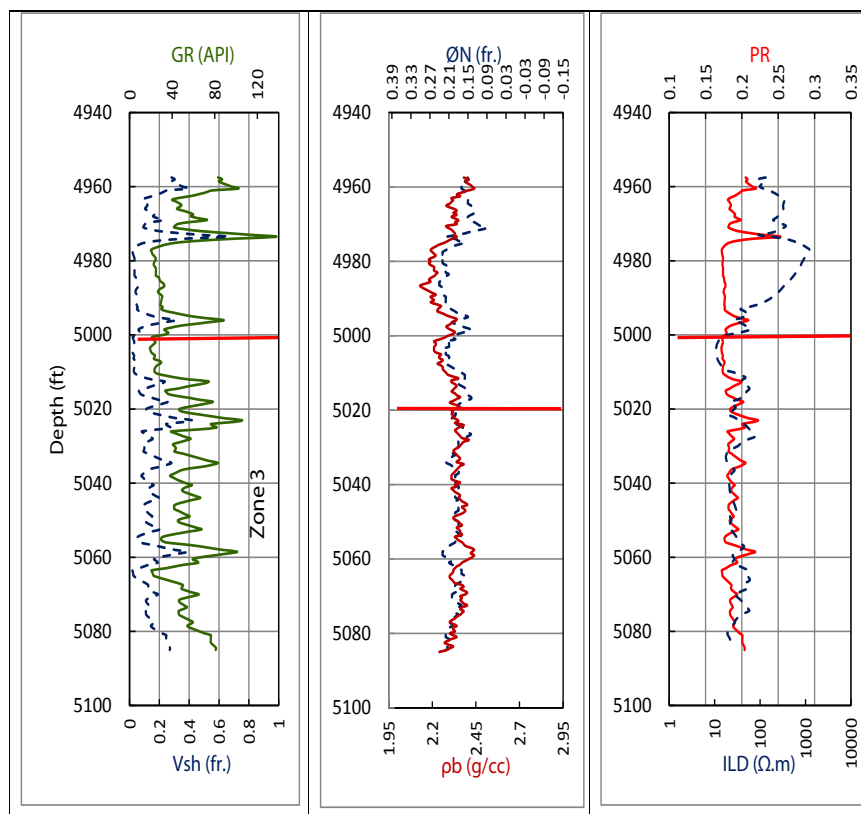 GR (API)
0 40 80 120
4940
4960
4980
5000
5020
5040
5060
5080
5100
Depth (ft)
Zone 3
0 0.2 0.4 0.6 0.8 1
Vsh (fr.)
ØN (fr.)
0.39 0.33 0.27 0.21 0.15 0.09 0.03 -0.03 -0.09 -0.15
4940
4960
4980
5000
5020
5040
5060
5080
5100
1.95 2.2 2.45 2.7 2.95
ρb (g/cc)
PR
0.1 0.15 0.2 0.25 0.3 0.35
4940
4960
4980
5000
5020
5040
5060
5080
5100
1 10 100 1000 10000
ILD (Ω.m)